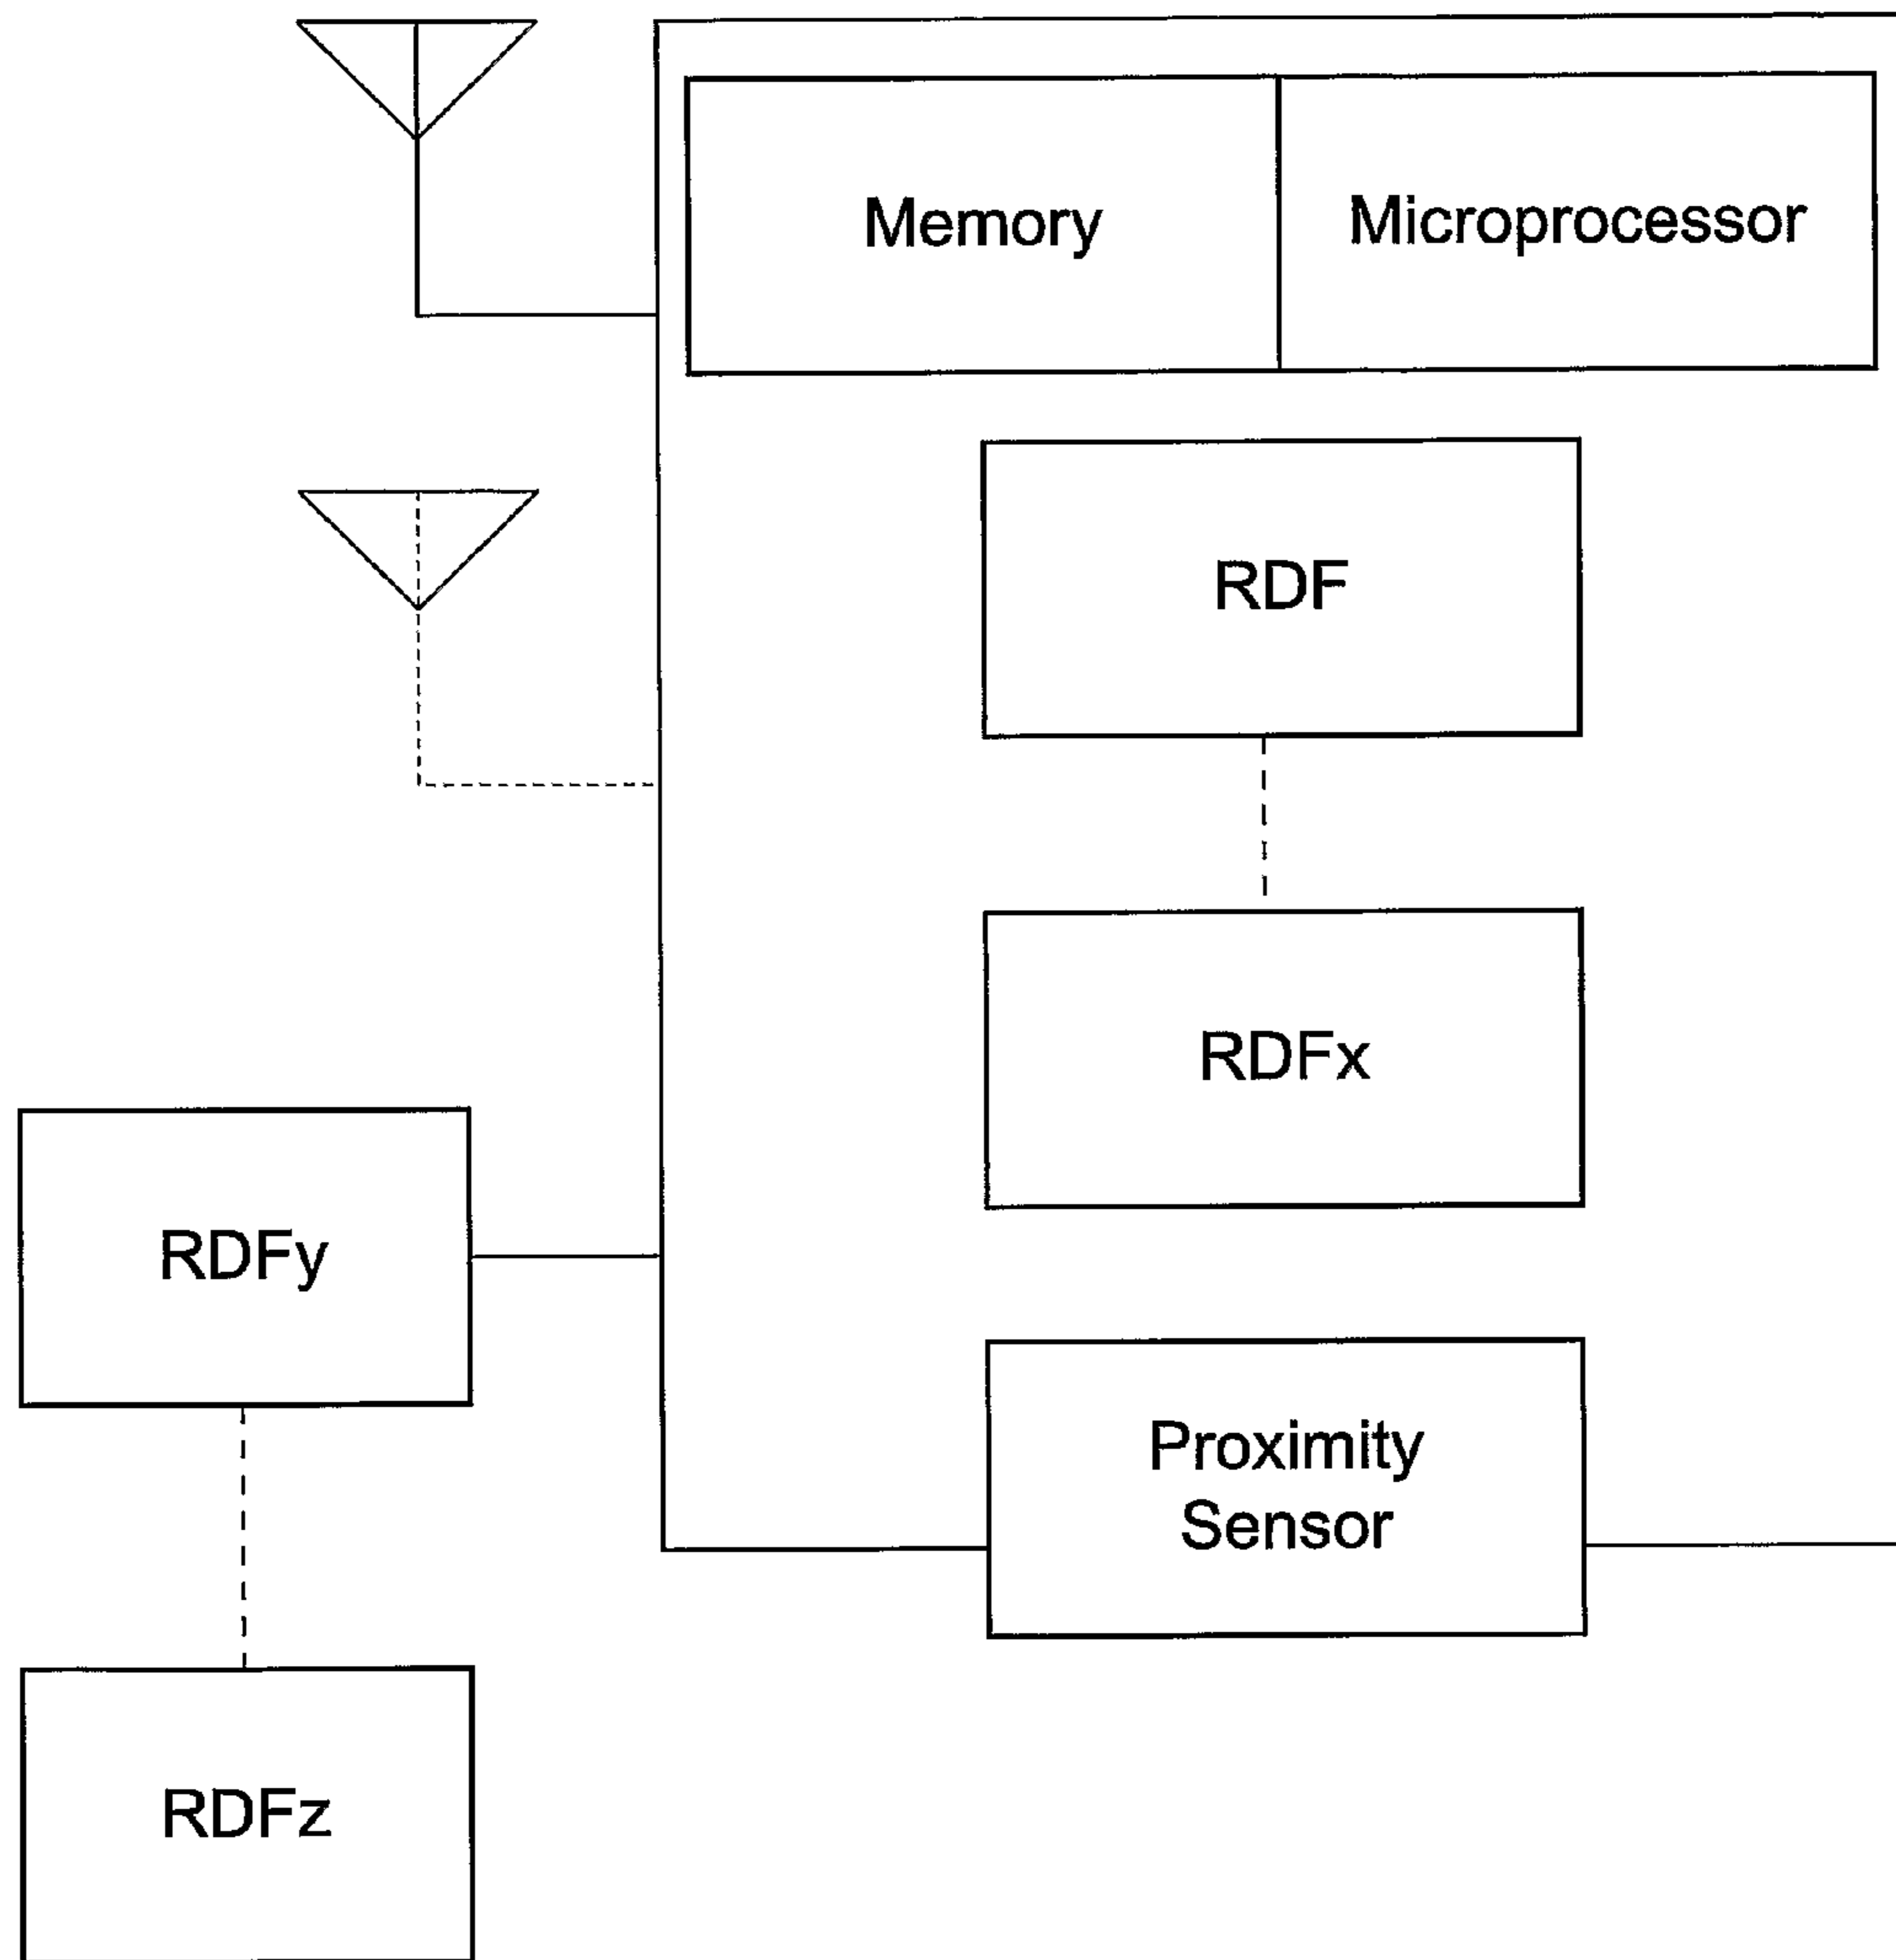 Memory
Microprocessor
RDF
RDFx
RDFy
Proximity
Sensor
RDFz